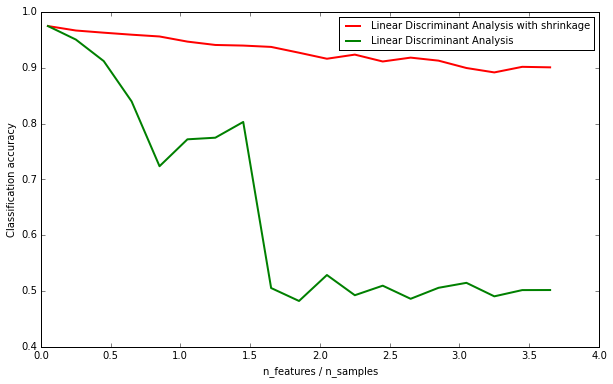 1.0
0.9
0.8
0.7
0.6
0.5
0.4
Classification accuracy
Linear Discriminant Analysis with shrinkage
Linear Discriminant Analysis
0.0 0.5 1.0 1.5 2.0 2.5 3.0 3.5 4.0
n_features / n_samples